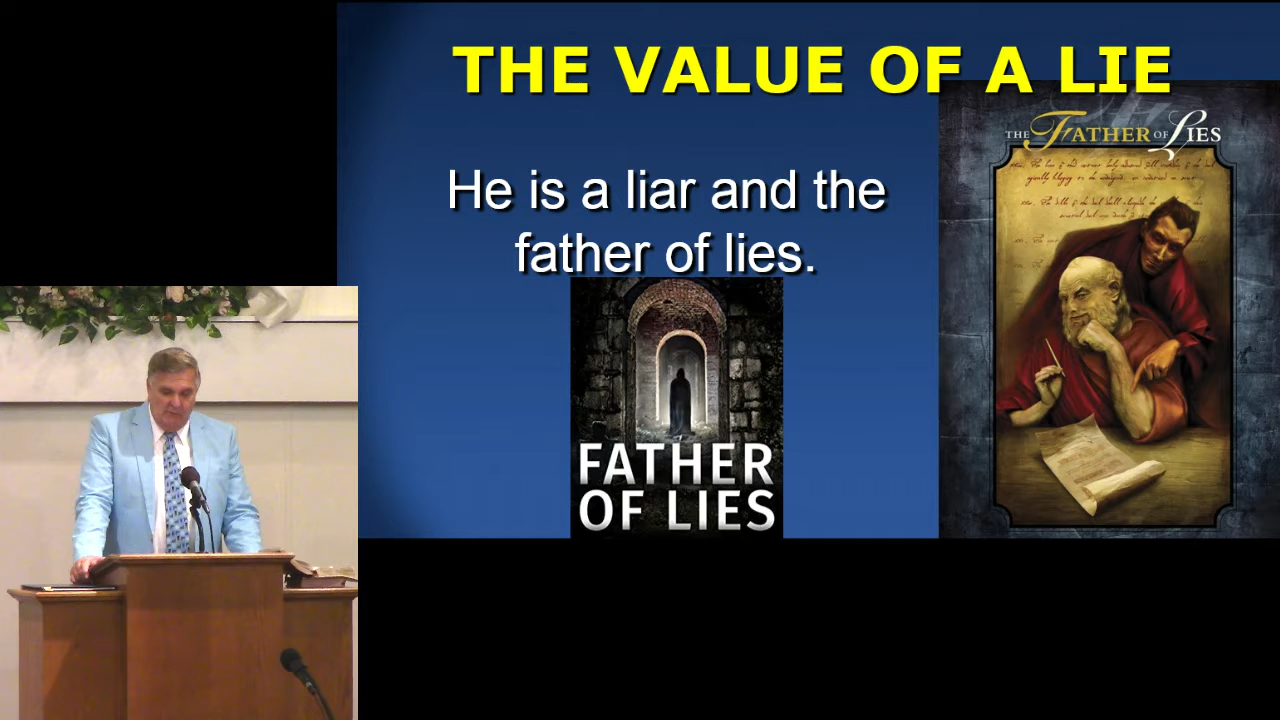 THE VALUE OF A LIE
He is a liar and the
father of lies.
THE FATHER OF LIES
FATHER
OF LIES